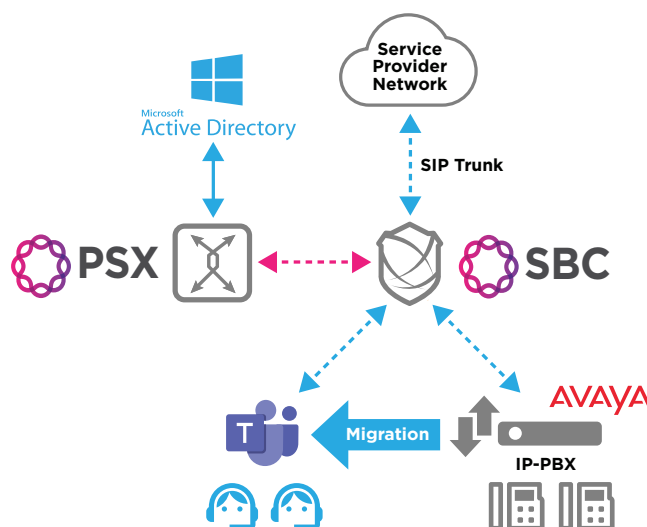 Service
Provider
Network
Microsoft
Active Directory
SIP Trunk
PSX
SBC
AVAYA
T
Migration
IP-PBX